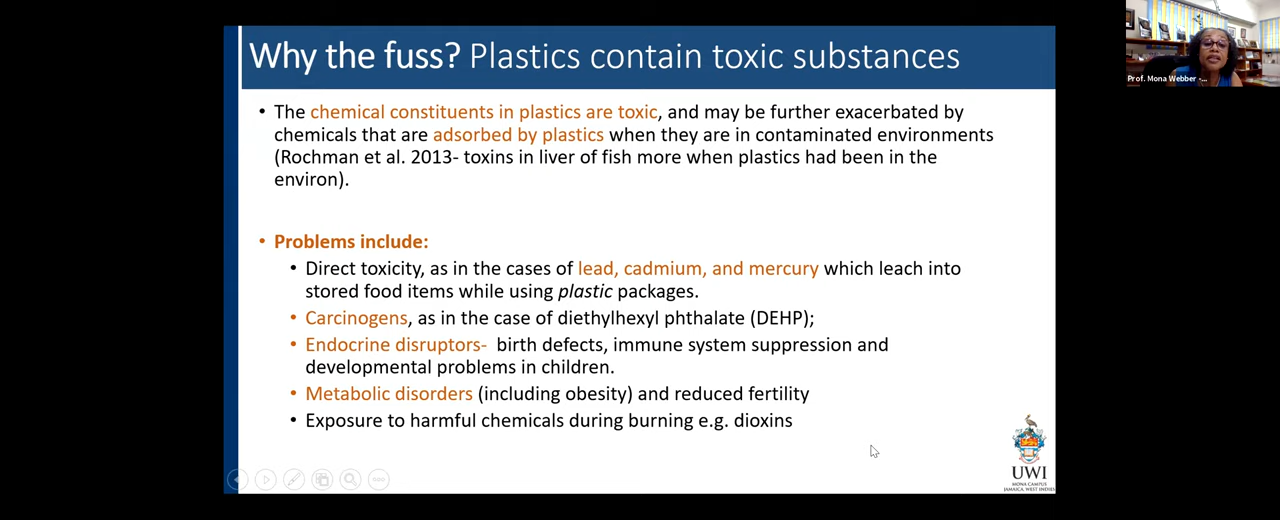 Why the fuss? Plastics contain toxic substances
Prof. Mona Webber -...
• The chemical constituents in plastics are toxic, and may be further exacerbated by
chemicals that are adsorbed by plastics when they are in contaminated environments
(Rochman et al. 2013- toxins in liver of fish more when plastics had been in the
environ).
• Problems include:
• Direct toxicity, as in the cases of lead, cadmium, and mercury which leach into
stored food items while using plastic packages.
• Carcinogens, as in the case of diethylhexyl phthalate (DEHP);
• Endocrine disruptors- birth defects, immune system suppression and
developmental problems in children.
• Metabolic disorders (including obesity) and reduced fertility
• Exposure to harmful chemicals during burning e.g. dioxins
UWI
MONA CAMPUS
JAMAICA, WEST INDIES